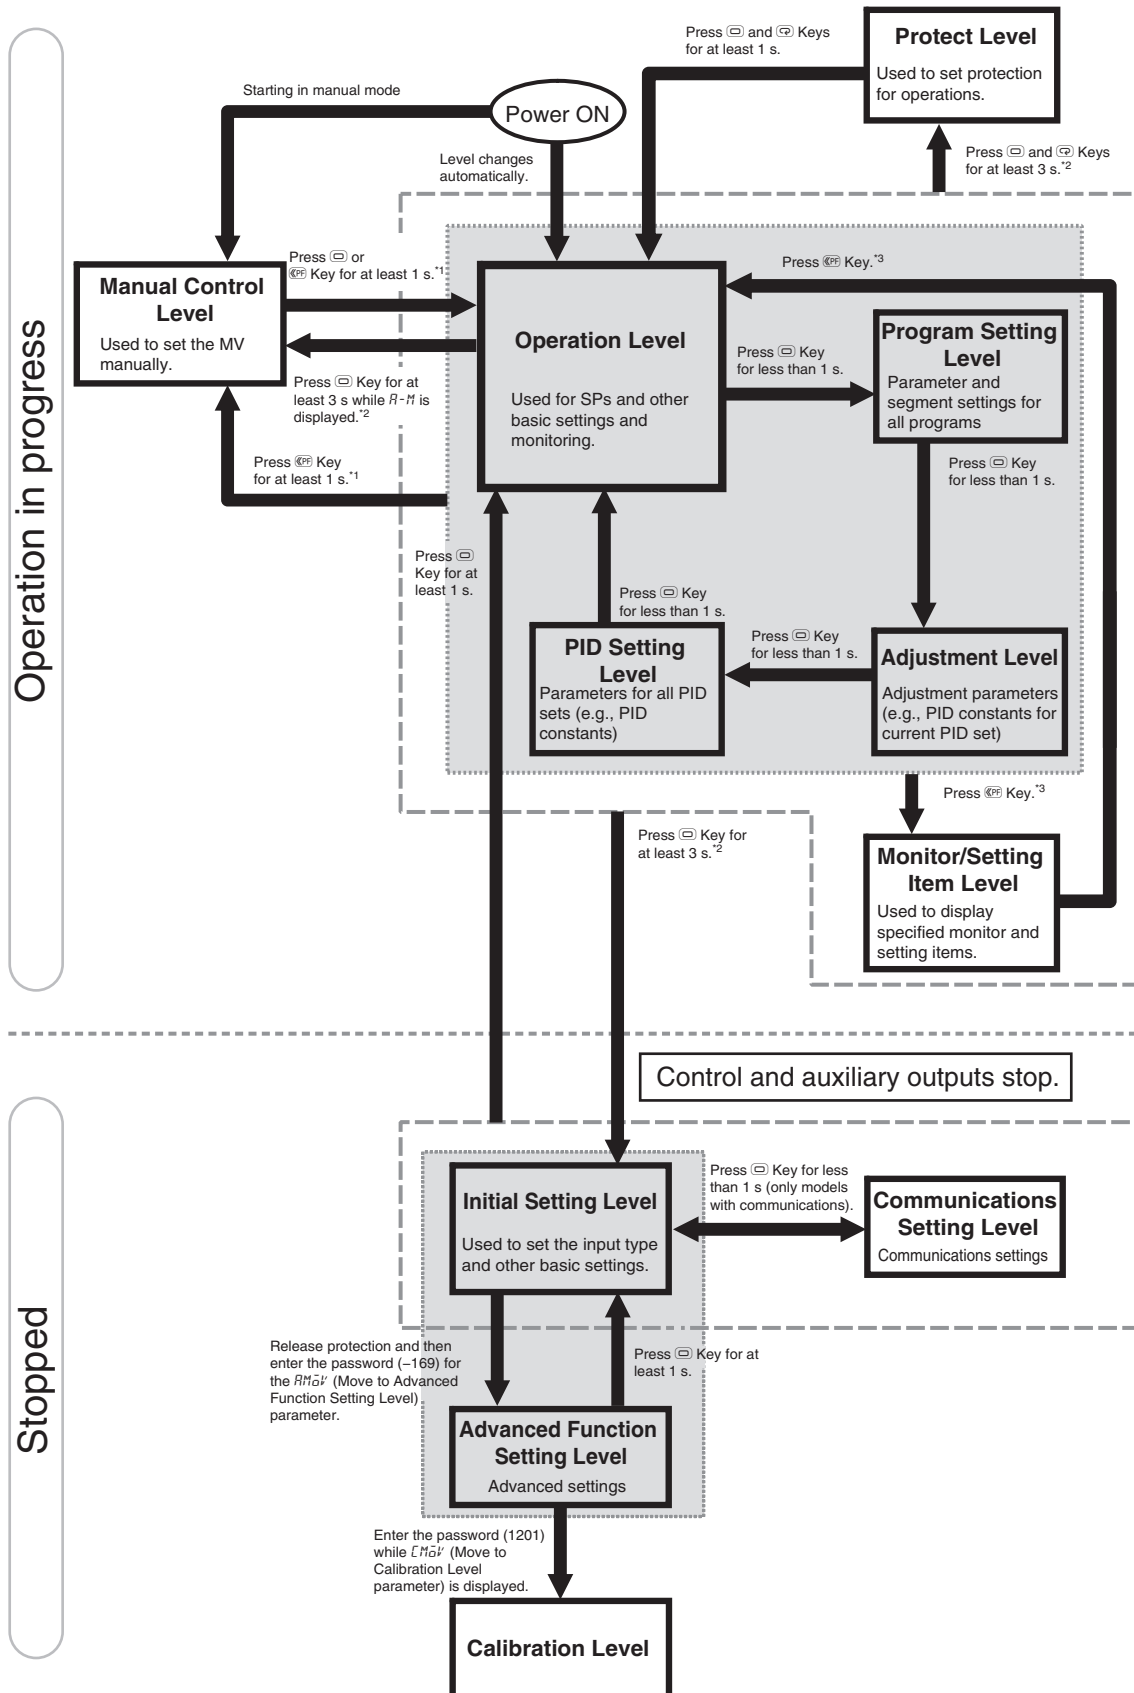 Press and Keys
for at least 1 s.
Protect Level
Used to set protection
for operations.
Starting in manual mode
Power ON
Level changes
automatically.
Press and Keys
for at least 3 s.*2
Operation in progress
Press or
PF Key for at least 1 s.*1
Manual Control
Level
Used to set the MV
manually.
Press Key for at
least 3 s while A-M is
displayed.*2
Press PF Key
for at least 1 s.*1
Operation Level
Used for SPs and other
basic settings and
monitoring.
Press PF Key.*3
Press Key
for less than 1 s.
Program Setting
Level
Parameter and
segment settings for
all programs
Press Key
for less than 1 s.
Press
Key for at
least 1 s.
Press Key
for less than 1 s.
PID Setting
Level
Parameters for all PID
sets (e.g., PID
constants)
Press Key
for less than 1 s.
Adjustment Level
Adjustment parameters
(e.g., PID constants for
current PID set)
Press PF Key.*3
Press Key for
at least 3 s.*2
Monitor/Setting
Item Level
Used to display
specified monitor and
setting items.
Control and auxiliary outputs stop.
Stopped
Initial Setting Level
Used to set the input type
and other basic settings.
Press Key for less
than 1 s (only models
with communications).
Communications
Setting Level
Communications settings
Release protection and then
enter the password (−169) for
the AMOV (Move to Advanced
Function Setting Level)
parameter.
Press Key for at
least 1 s.
Advanced Function
Setting Level
Advanced settings
Enter the password (1201)
while CMOV (Move to
Calibration Level
parameter) is displayed.
Calibration Level